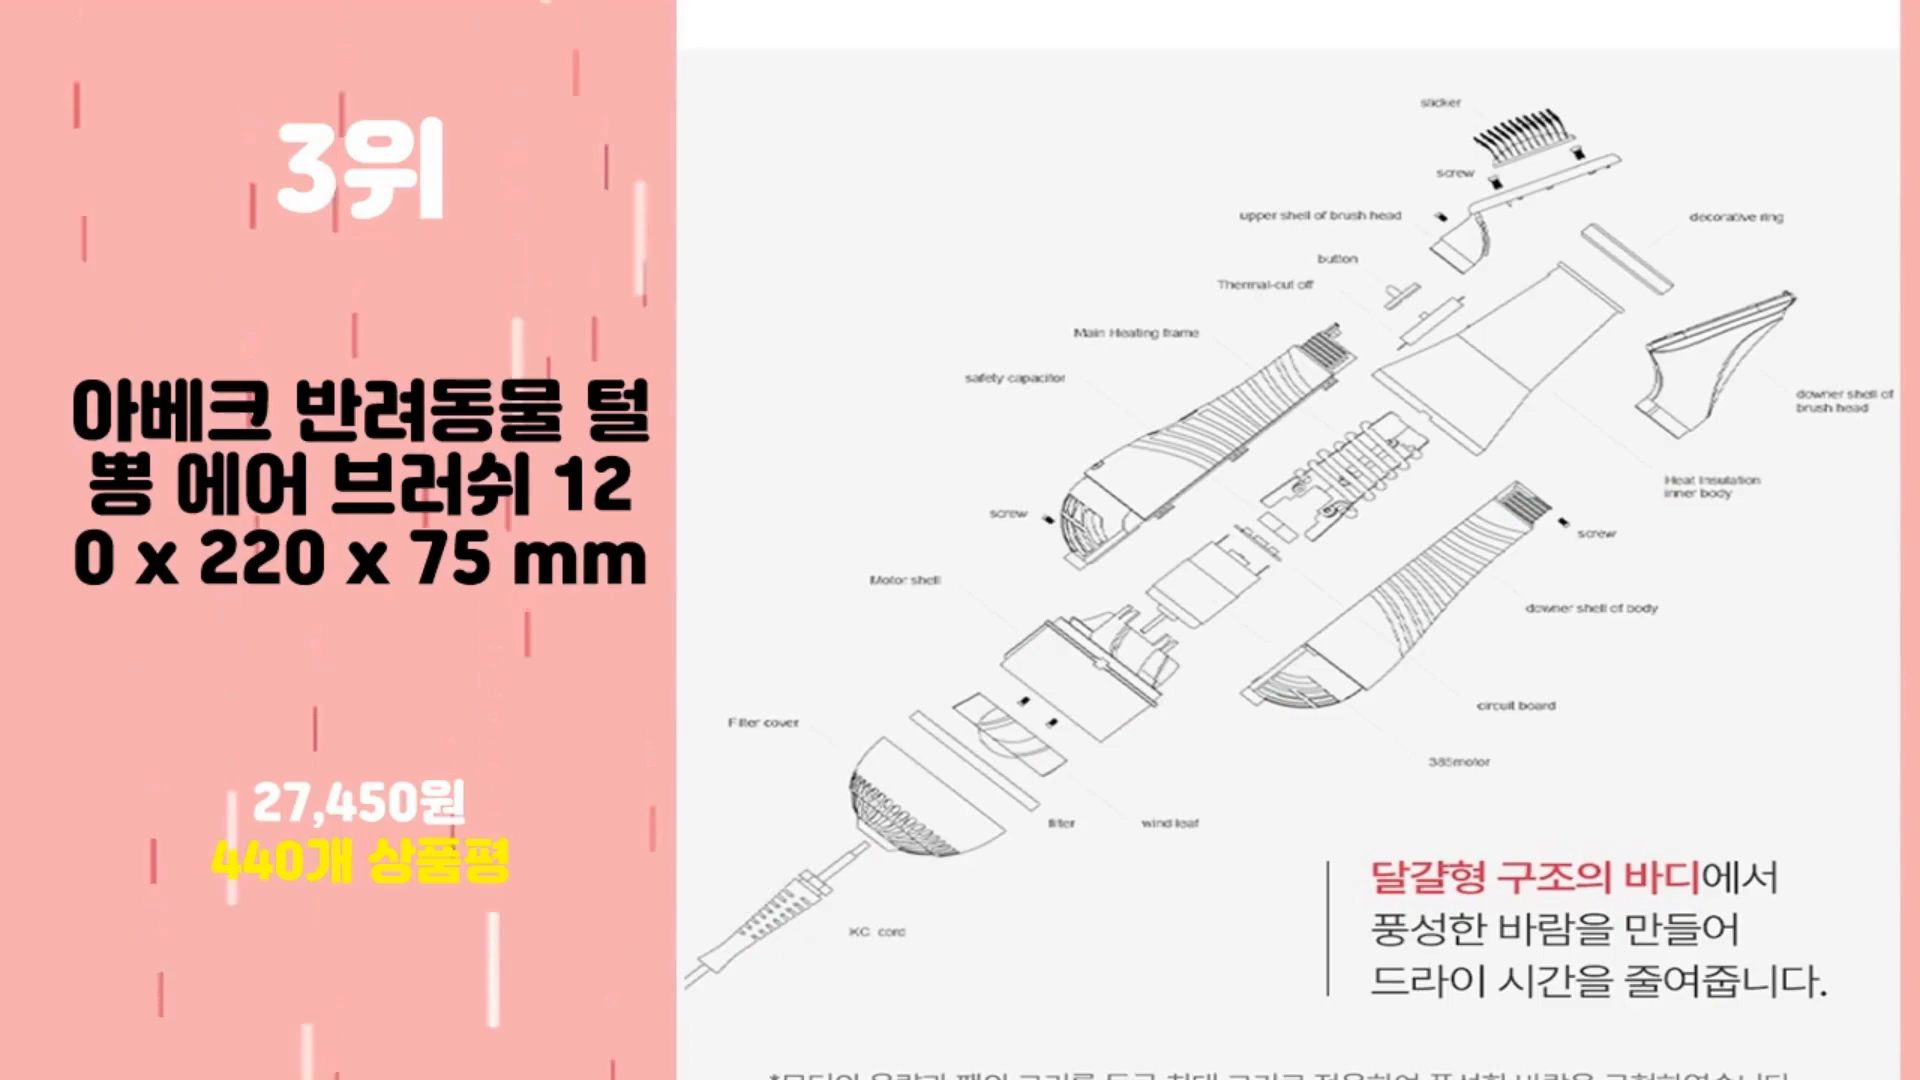 3위
아베크 반려동물 털
뽕 에어 브러쉬 12
0 x 220 x 75 mm
27,450원
440개 상품평
slicker
screw
upper shell of brush head
decorative ring
button
Thermal-cut off
Main Heating frame
safety capacitor
downer shell of
brush head
Heat Insulation
inner body
screw
screw
Motor shell
downer shell of body
circuit board
Filter cover
385motor
filter
wind leaf
KC cord
달걀형 구조의 바디에서
풍성한 바람을 만들어
드라이 시간을 줄여줍니다.